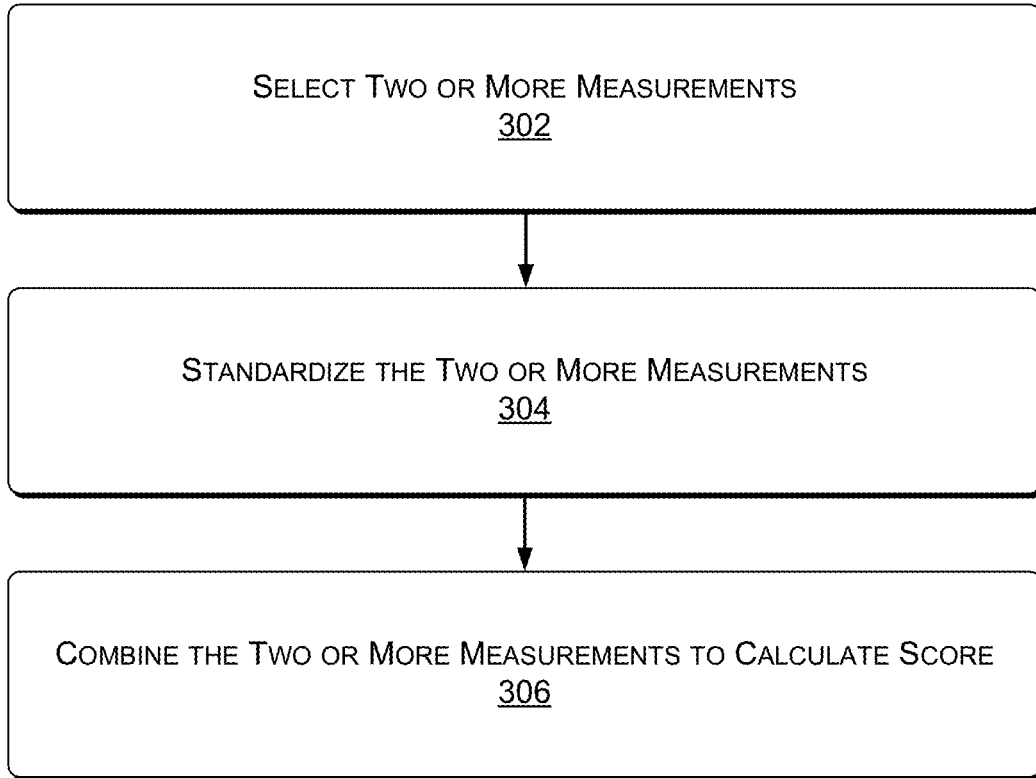 Select Two or More Measurements
302
Standardize the Two or More Measurements
304
Combine the Two or More Measurements to Calculate Score
306